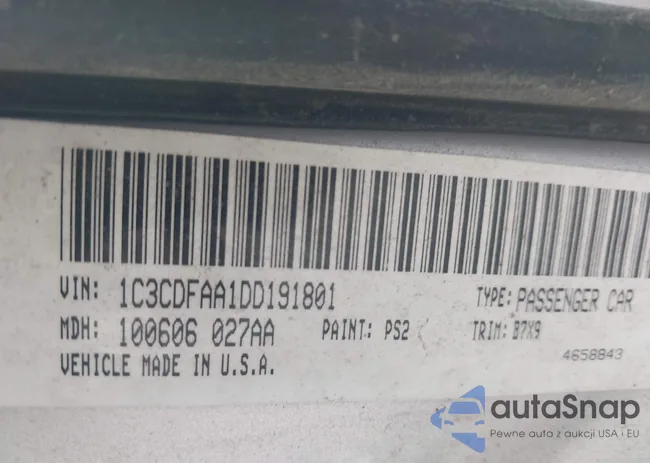 VIN: 1C3CDFAA1DD191801 TYPE: PASSENGER CAR
MDH: 100606 027AA PAINT: PS2 TRIM: B7X9
VEHICLE MADE IN U.S.A.
4658843
autaSnap
Pewne auto z aukcji USA i EU